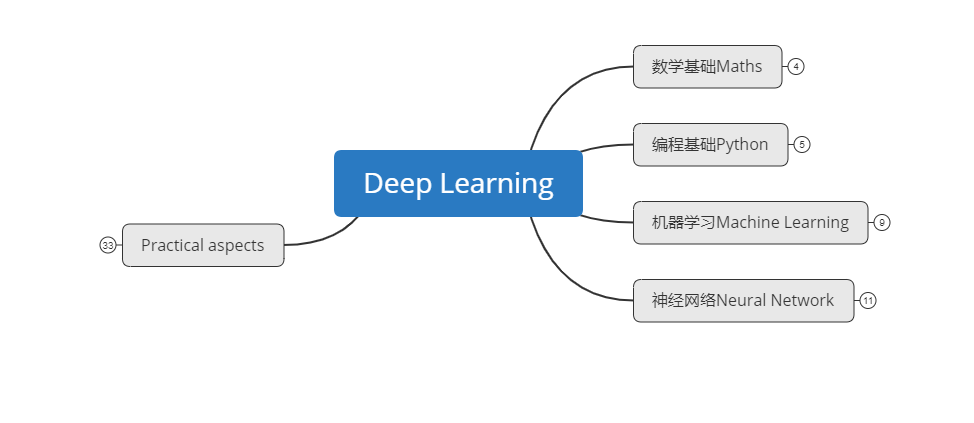 Deep Learning
数学基础Maths
4
编程基础Python
5
机器学习Machine Learning
9
神经网络Neural Network
11
Practical aspects
33